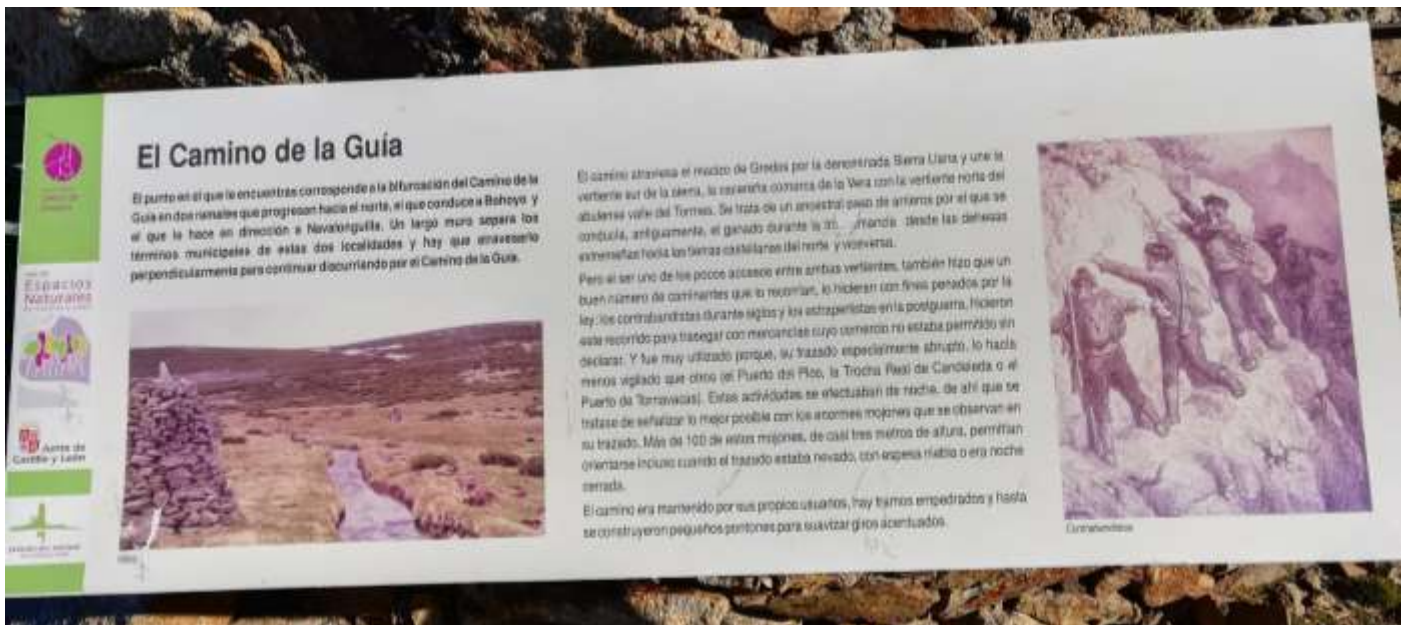 El Camino de la Guía
El punto en el que te encuentras corresponde a la bifurcación del Camino de la
Guía en dos ramales que progresan hacia el norte, el que conduce a Bohoyo y
el que lo hace en dirección a Navalonguilla. Un largo muro separa los
términos municipales de estas dos localidades y hay que atravesarlo
perpendicularmente para continuar discurriendo por el Camino de la Guía.
El camino atraviesa el macizo de Gredos por la denominada Sierra Llana y une la
vertiente sur de la sierra, la cacereña comarca de la Vera con la vertiente norte del
abulense valle del Tormes. Se trata de un ancestral paso de arrieros por el que se
conducía, antiguamente, el ganado durante la desde las dehesas
extremeñas hacia las tierras castellanas del norte y viceversa.
Pero al ser uno de los pocos accesos entre ambas vertientes, también hizo que un
buen número de caminantes que lo recorrían, lo hicieran con fines penados por la
ley: los contrabandistas durante siglos y los estraperlistas en la postguerra, hicieron
este recorrido para trasegar con mercancías cuyo comercio no estaba permitido sin
declarar. Y fue muy utilizado porque, su trazado especialmente abrupto, lo hacía
menos vigilado que otros (el Puerto del Pico, la Trocha Real de Candeleda o el
Puerto de Tornavacas). Estas actividades se efectuaban de noche, de ahí que se
tratase de señalizar lo mejor posible con los enormes mojones que se observan en
su trazado. Más de 100 de estos mojones, de casi tres metros de altura, permitían
orientarse incluso cuando el trazado estaba nevado, con espesa niebla o era noche
cerrada.
El camino era mantenido por sus propios usuarios, hay tramos empedrados y hasta
se construyeron pequeños pontones para suavizar giros acentuados.
Contrabandistas
Espacios
Naturales
Junta de
Castilla y León